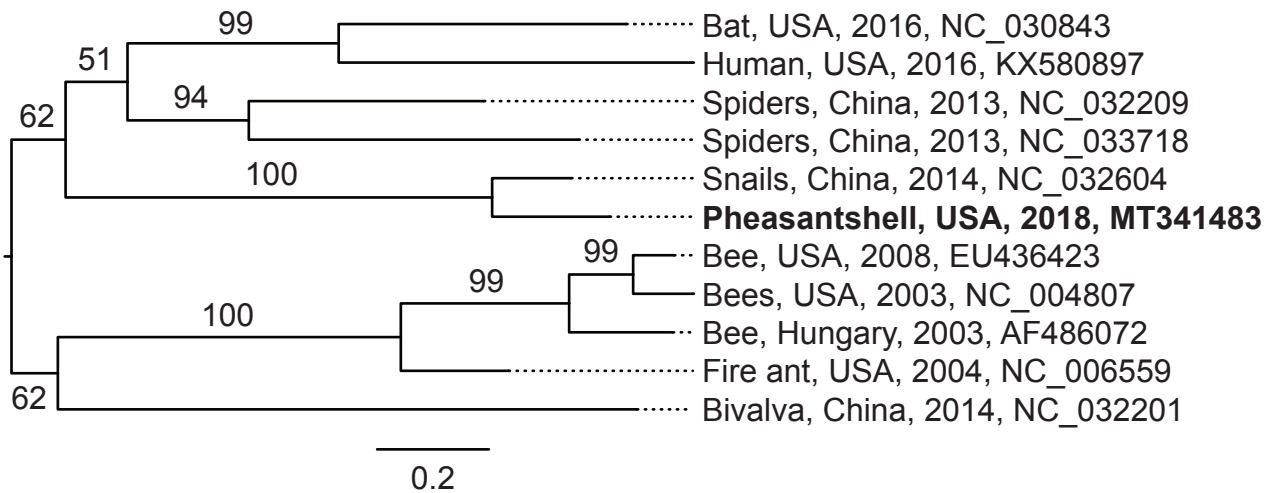 99
Bat, USA, 2016, NC_030843
51
Human, USA, 2016, KX580897
94
Spiders, China, 2013, NC_032209
62
Spiders, China, 2013, NC_033718
100
Snails, China, 2014, NC_032604
Pheasantshell, USA, 2018, MT341483
99
Bee, USA, 2008, EU436423
99
Bees, USA, 2003, NC_004807
100
Bee, Hungary, 2003, AF486072
Fire ant, USA, 2004, NC_006559
62
Bivalva, China, 2014, NC_032201
0.2